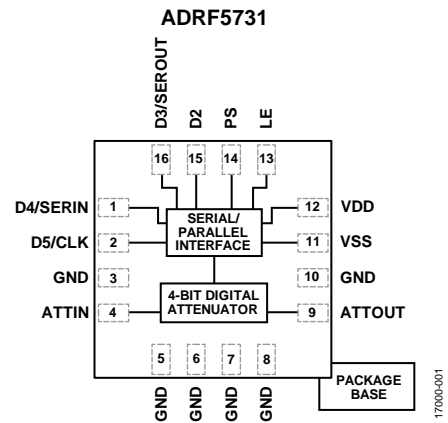 ADRF5731
D3/SEROUT
D2
PS
LE
16
15
14
13
D4/SERIN
1
SERIAL/
PARALLEL
INTERFACE
12
VDD
D5/CLK
2
11
VSS
GND
3
10
GND
4-BIT DIGITAL
ATTENUATOR
ATTIN
4
9
ATTOUT
5
6
7
8
GND
GND
GND
GND
PACKAGE
BASE
17000-001